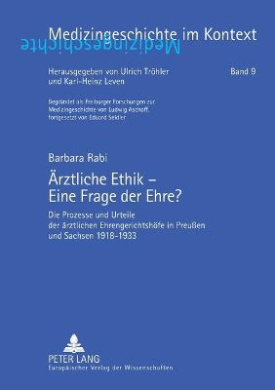 Medizingeschichte im Kontext
Medizingeschichte
Herausgegeben von Ulrich Tröhler
und Karl-Heinz Leven
Band 9
Begründet als Freiburger Forschungen zur
Medizingeschichte von Ludwig Aschoff,
fortgesetzt von Eduard Seidler
Barbara Rabi
Ärztliche Ethik –
Eine Frage der Ehre?
Die Prozesse und Urteile
der ärztlichen Ehrengerichtshöfe in Preußen
und Sachsen 1918-1933
PETER LANG
Europäischer Verlag der Wissenschaften